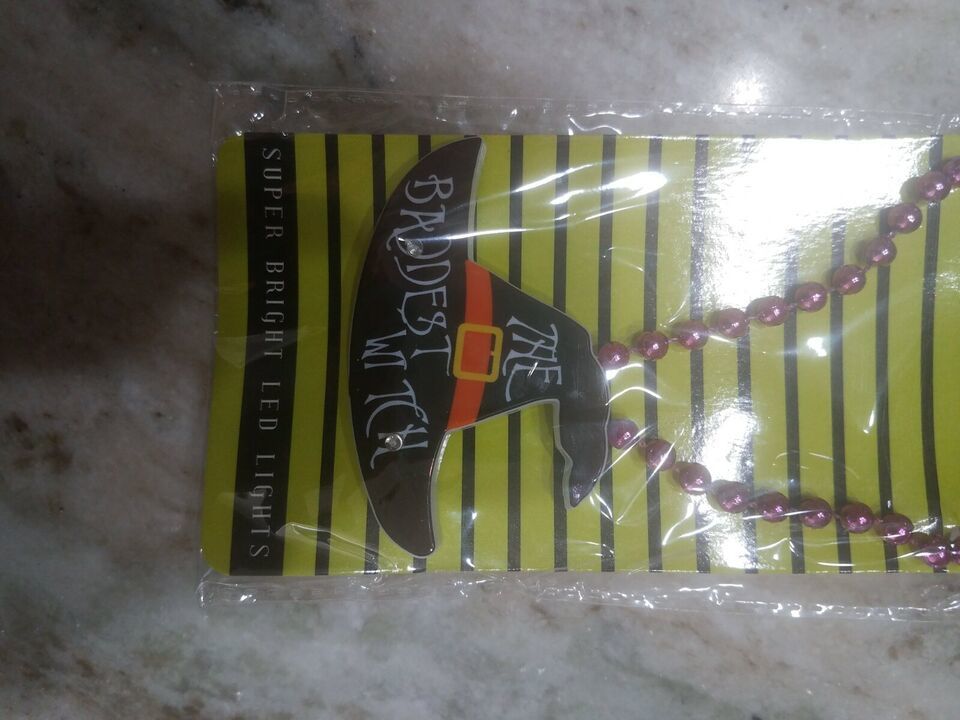 THE
BADDEST
WITCH
SUPER BRIGHT LED LIGHTS